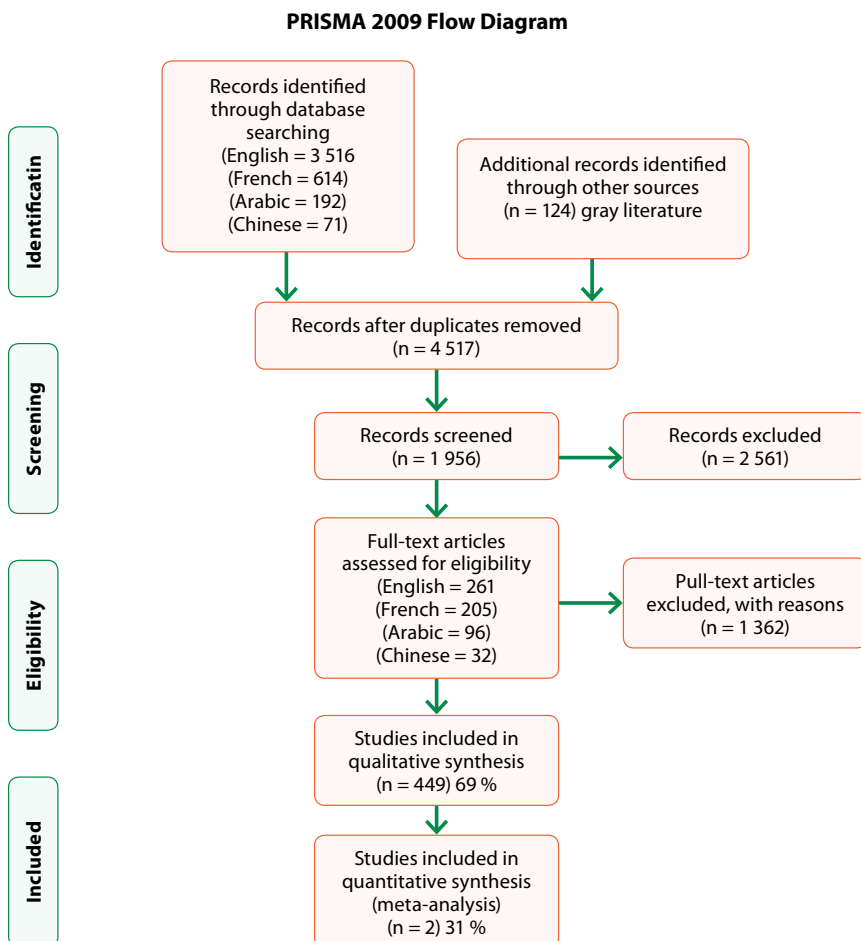 PRISMA 2009 Flow Diagram
Identificatin
Records identified
through database
searching
(English = 3 516
(French = 614)
(Arabic = 192)
(Chinese = 71)
Additional records identified
through other sources
(n = 124) gray literature
Records after duplicates removed
(n = 4 517)
Screening
Records screened
(n = 1 956)
Records excluded
(n = 2 561)
Eligibility
Full-text articles
assessed for eligibility
(English = 261
(French = 205)
(Arabic = 96)
(Chinese = 32)
Pull-text articles
excluded, with reasons
(n = 1 362)
Studies included in
qualitative synthesis
(n = 449) 69 %
Included
Studies included in
quantitative synthesis
(meta-analysis)
(n = 2) 31 %